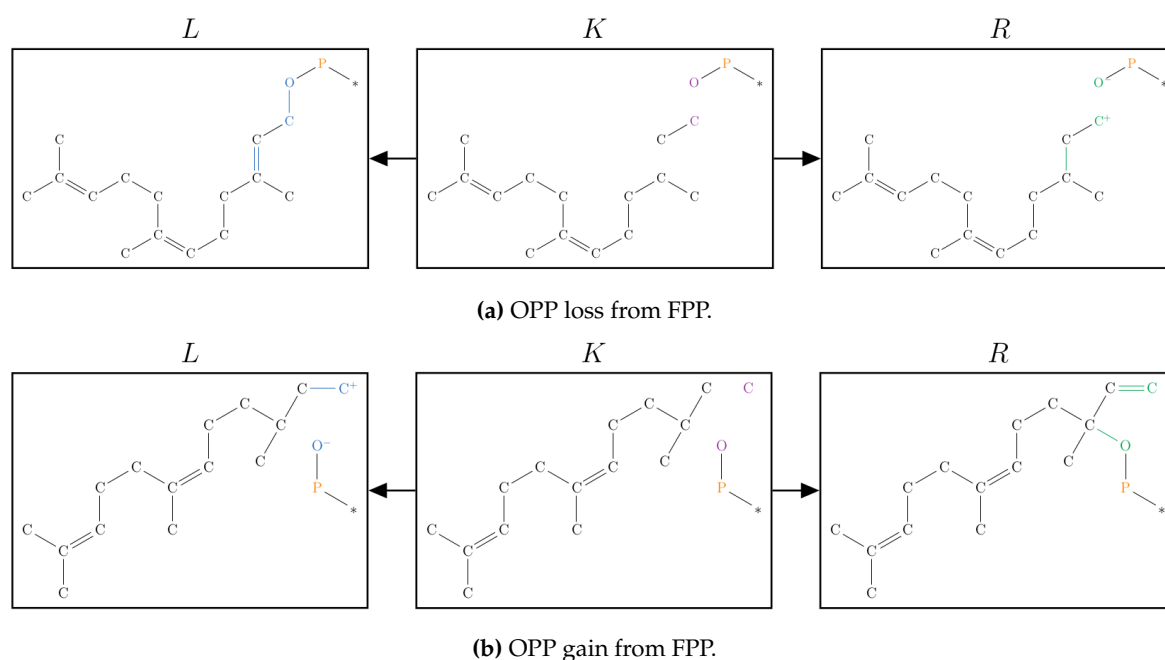 L K R
P P P
O * O * O⁻ *
C C C⁺
C C C C C C
C C C C C C C C C
C C C C C C C C C C C C C C C
C C C C C C
C C C C C C
(a) OPP loss from FPP.
L K R
C C⁺ C C C C
C C C
C C C C C C
O⁻ O O
C C C
C C C C C C
C C P C C P C C P
* * *
C C C C C C C C C
C C C
C C C
(b) OPP gain from FPP.